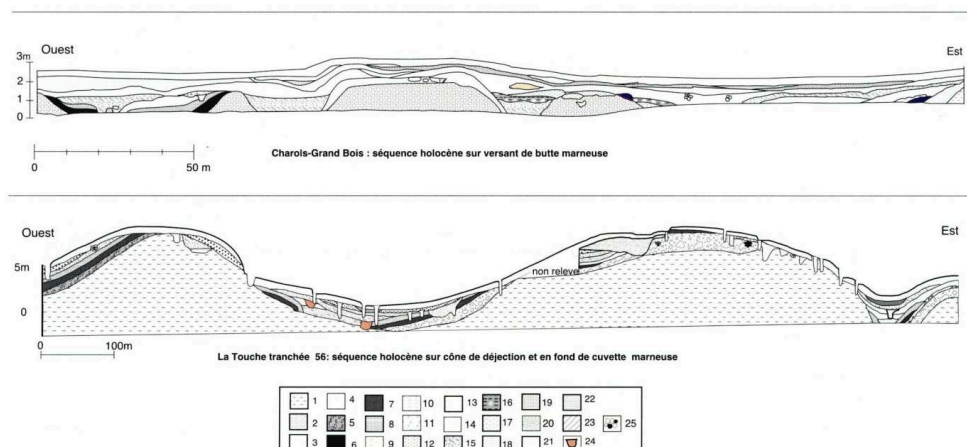 Ouest Est
3m
2
1
0
0 50 m
Charols-Grand Bois : séquence holocène sur versant de butte marneuse
Ouest Est
5m
non releve
0
0 100m
La Touche tranchée 56: séquence holocène sur cône de déjection et en fond de cuvette marneuse
1 4 7 10 13 16 19 22
2 5 8 11 14 17 20 23 25
3 6 9 12 15 18 21 24